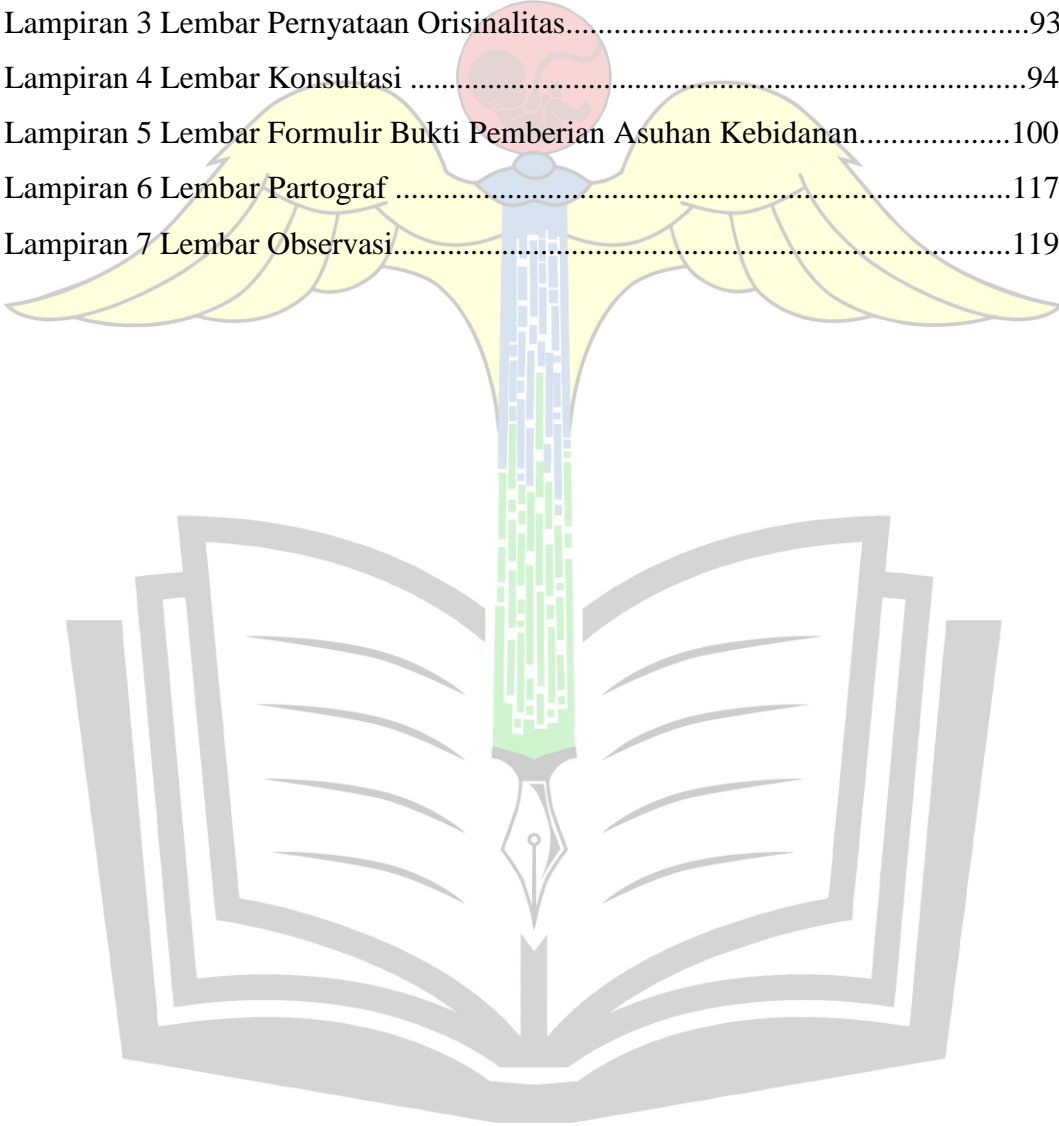 Lampiran 3 Lembar Pernyataan Orisinalitas.........................................................93
Lampiran 4 Lembar Konsultasi ............................................................................94
Lampiran 5 Lembar Formulir Bukti Pemberian Asuhan Kebidanan..................100
Lampiran 6 Lembar Partograf ............................................................................117
Lampiran 7 Lembar Observasi............................................................................119